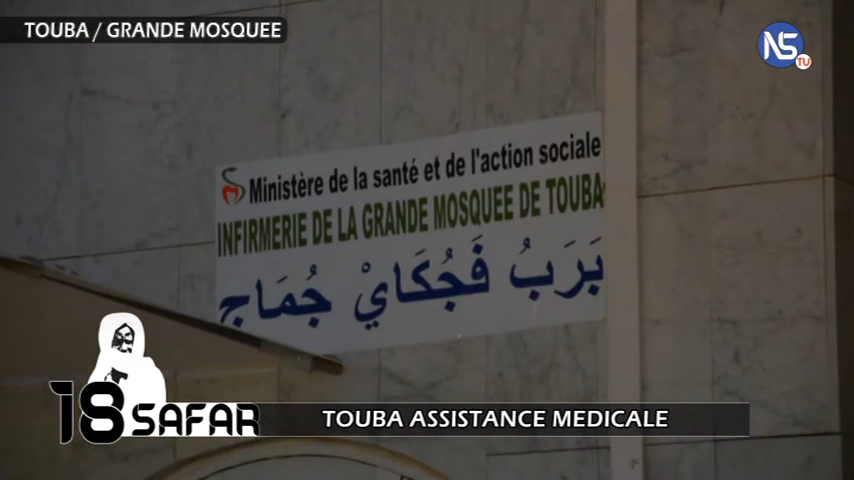 TOUBA / GRANDE MOSQUEE
NS
TV
Ministère de la santé et de l'action sociale
INFIRMERIE DE LA GRANDE MOSQUEE DE TOUBA
بَرَبُ فَجُكَايْ جُمَاجِ
18 SAFAR
TOUBA ASSISTANCE MEDICALE